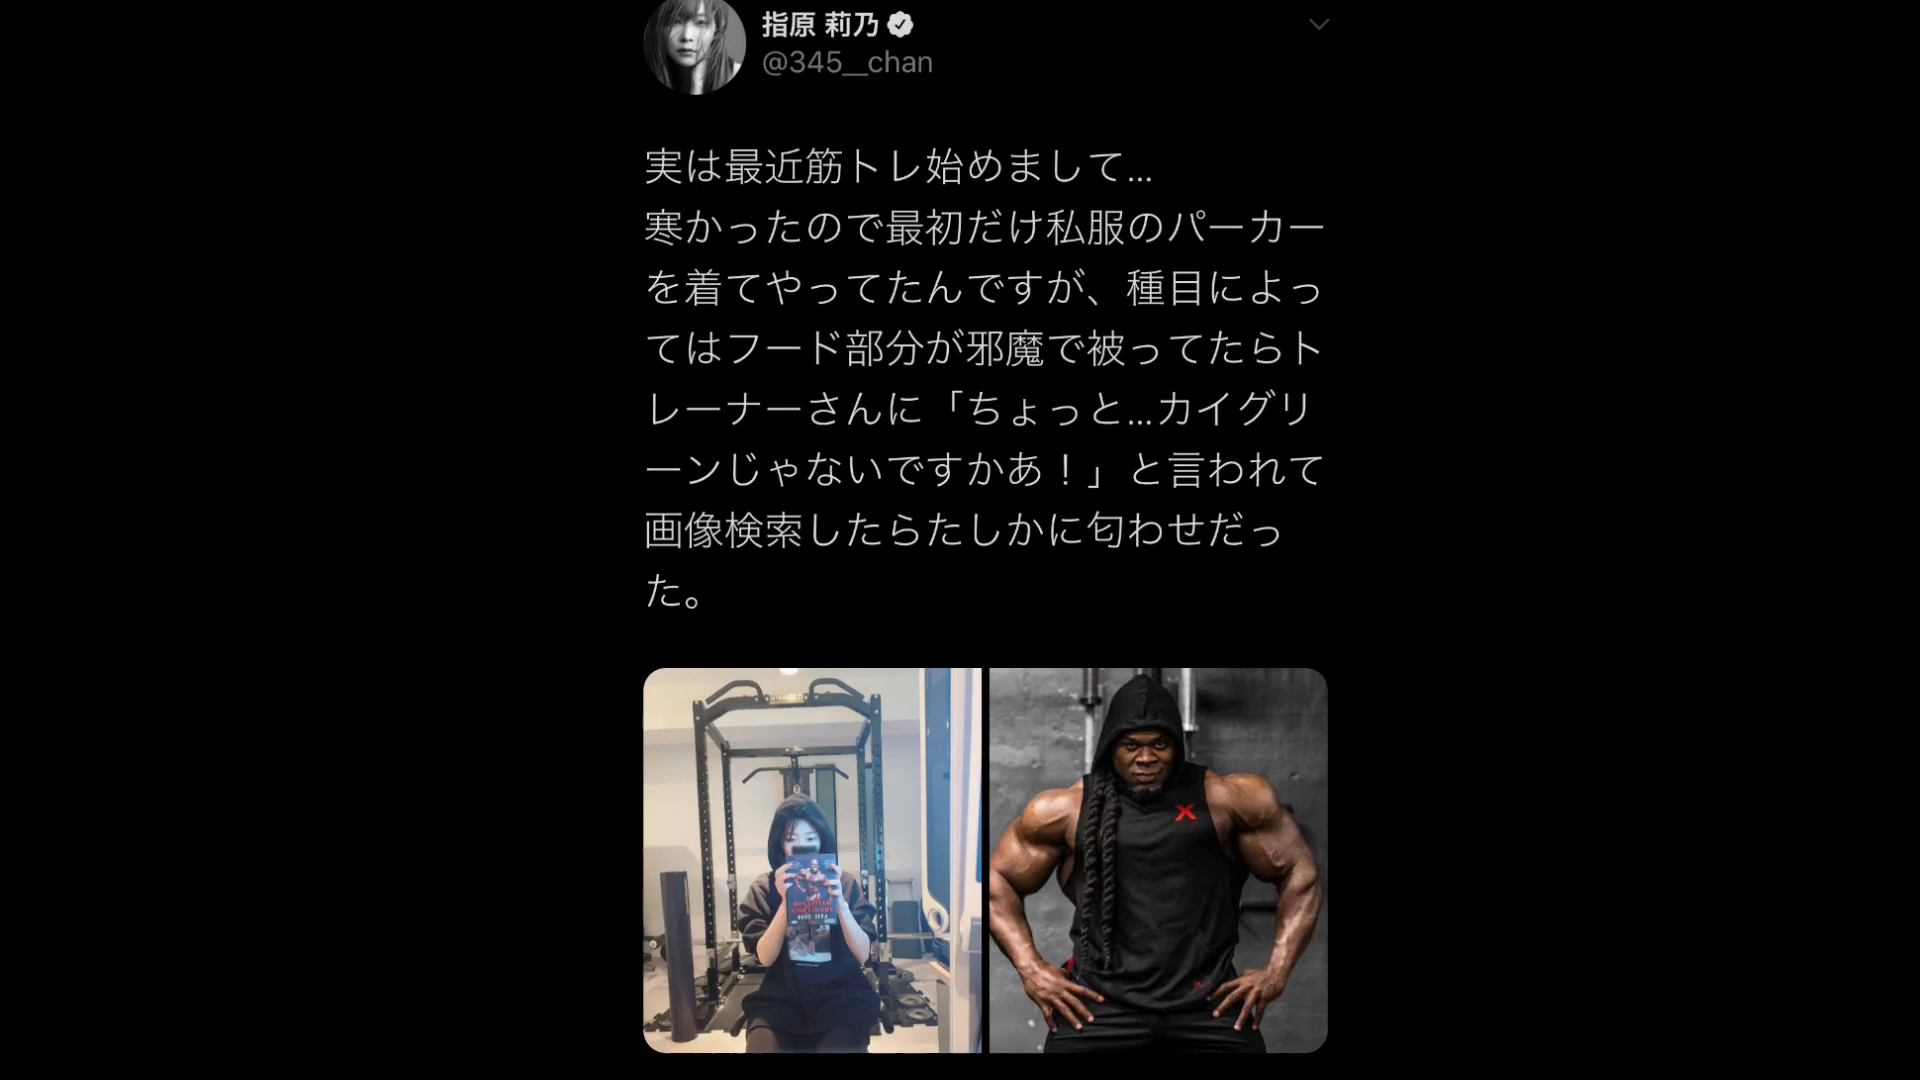 指原 莉乃
@345__chan
実は最近筋トレ始めまして...
寒かったので最初だけ私服のパーカー
を着てやってたんですが、種目によっ
てはフード部分が邪魔で被ってたらト
レーナーさんに「ちょっと...カイグリ
ーンじゃないですかあ！」と言われて
画像検索したらたしかに匂わせだっ
た。
X